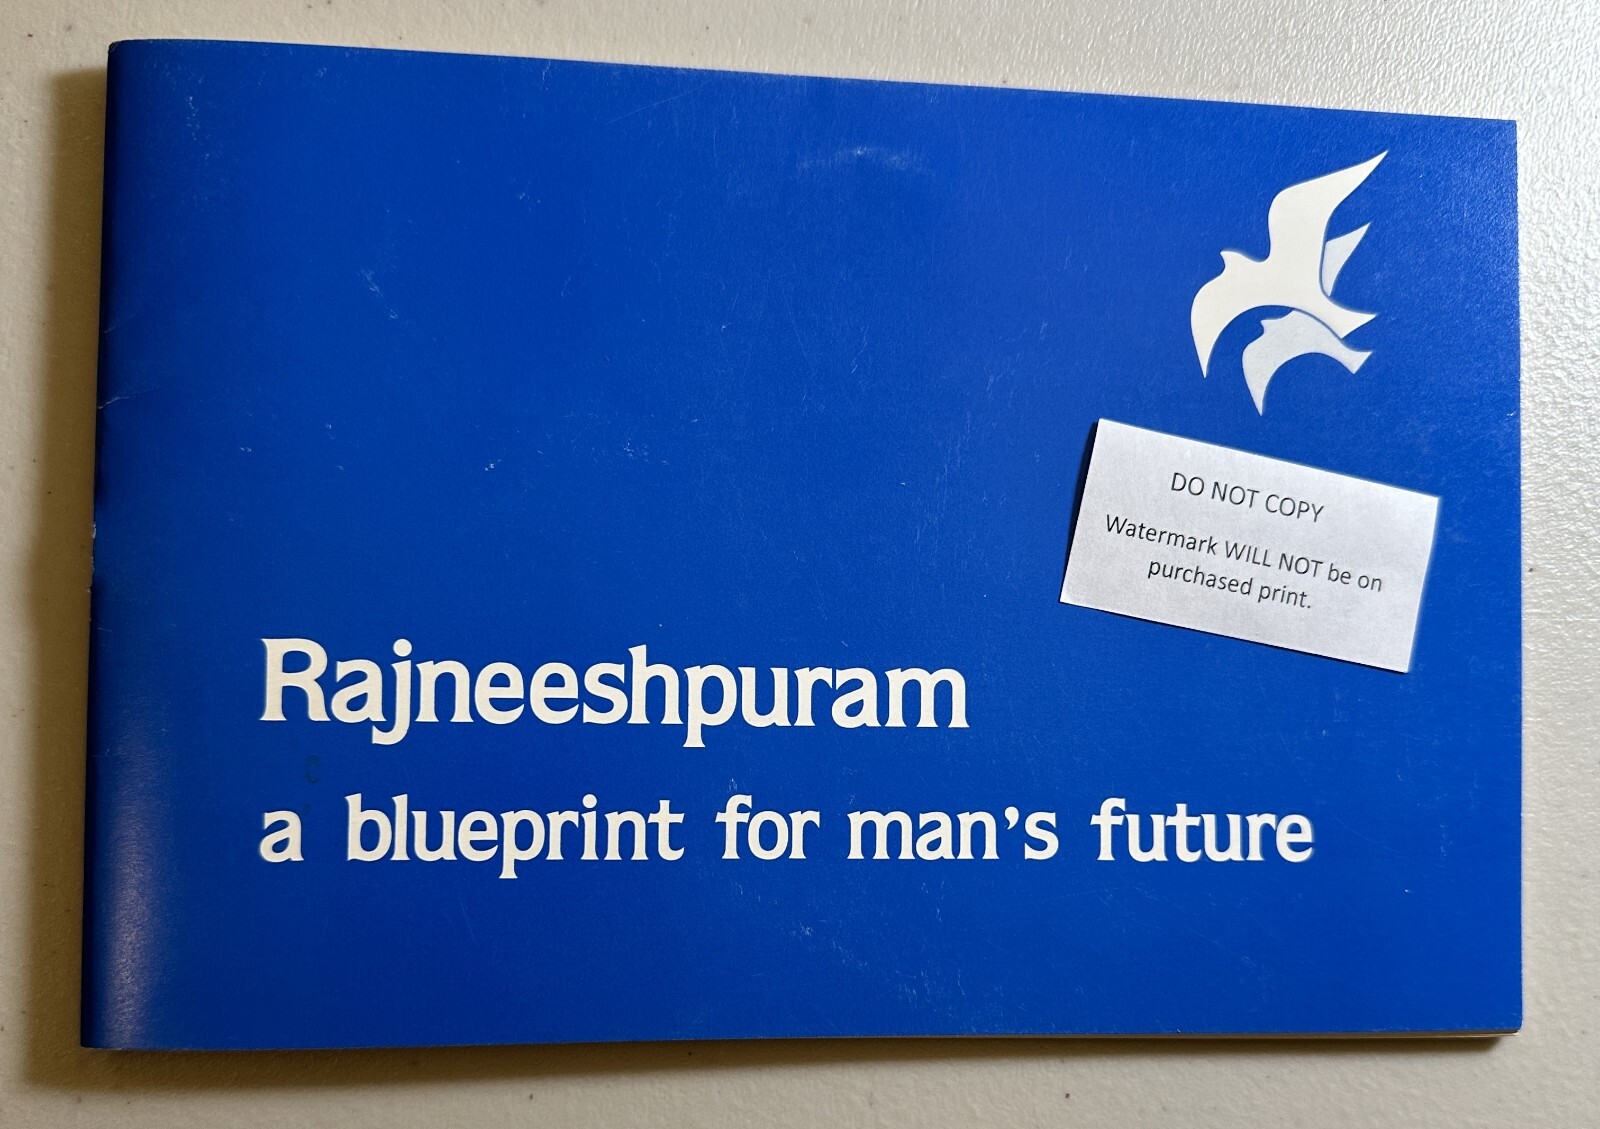 DO NOT COPY
Watermark WILL NOT be on
purchased print.
Rajneeshpuram
a blueprint for man’s future